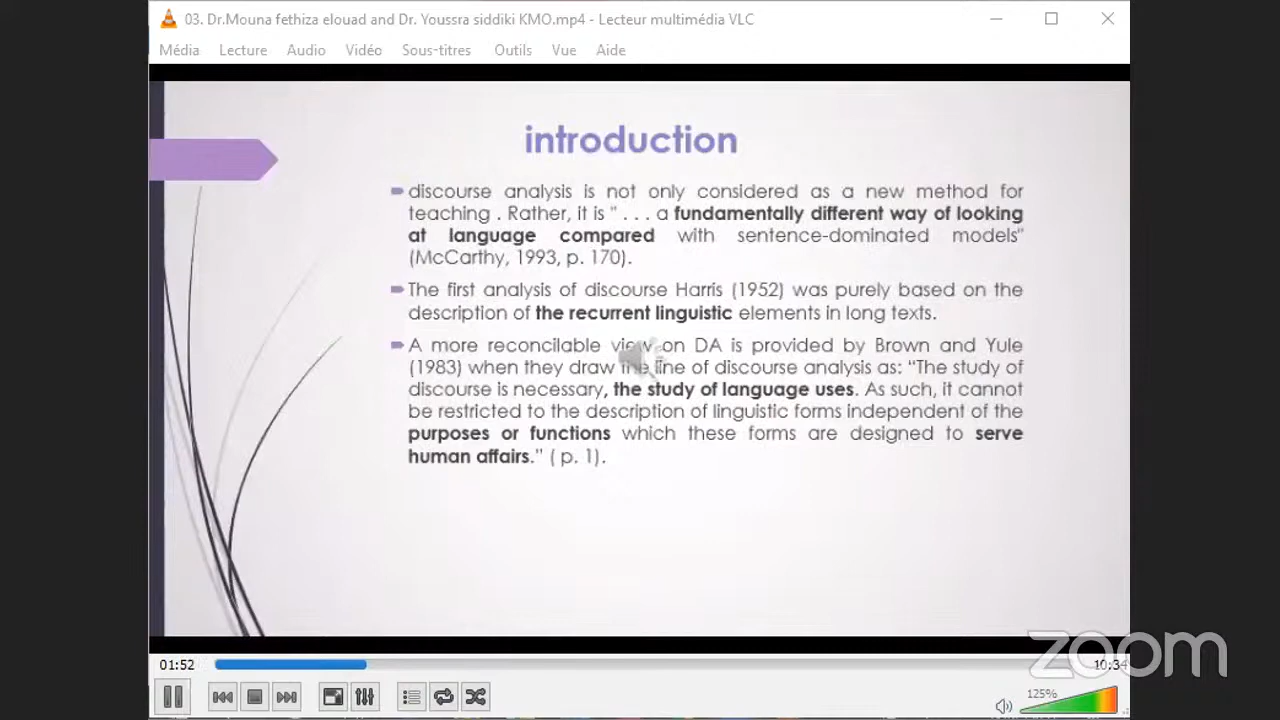 03. Dr.Mouna fethiza elouad and Dr. Youssra siddiki KMO.mp4 - Lecteur multimédia VLC
Média Lecture Audio Vidéo Sous-titres Outils Vue Aide
introduction
discourse analysis is not only considered as a new method for
teaching . Rather, it is " . . . a fundamentally different way of looking
at language compared with sentence-dominated models"
(McCarthy, 1993, p. 170).
The first analysis of discourse Harris (1952) was purely based on the
description of the recurrent linguistic elements in long texts.
A more reconcilable view on DA is provided by Brown and Yule
(1983) when they draw the line of discourse analysis as: “The study of
discourse is necessary, the study of language uses. As such, it cannot
be restricted to the description of linguistic forms independent of the
purposes or functions which these forms are designed to serve
human affairs.” ( p. 1).
01:52
10:34
zoom
125%